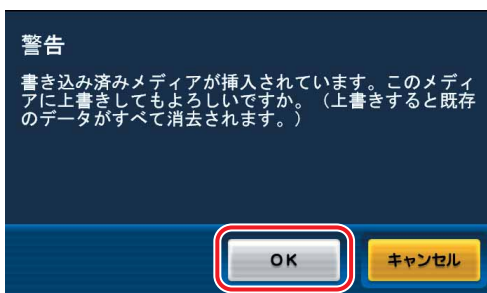 警告
書き込み済みメディアが挿入されています。このメディ
アに上書きしてもよろしいですか。（上書きすると既存
のデータがすべて消去されます。）
OK
キャンセル